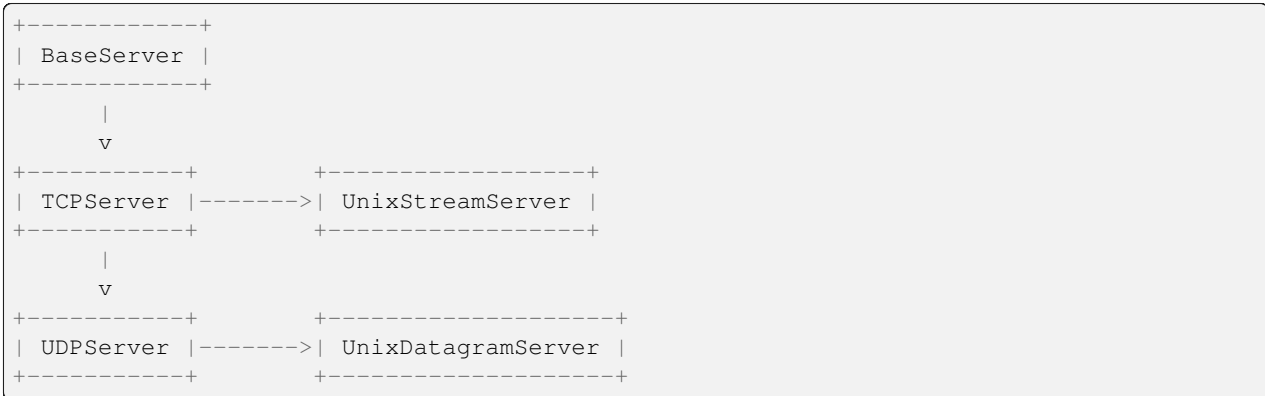 +------------+
| BaseServer |
+------------+
      |
      v
+-----------+        +------------------+
| TCPServer |------->| UnixStreamServer |
+-----------+        +------------------+
      |
      v
+-----------+        +--------------------+
| UDPServer |------->| UnixDatagramServer |
+-----------+        +--------------------+